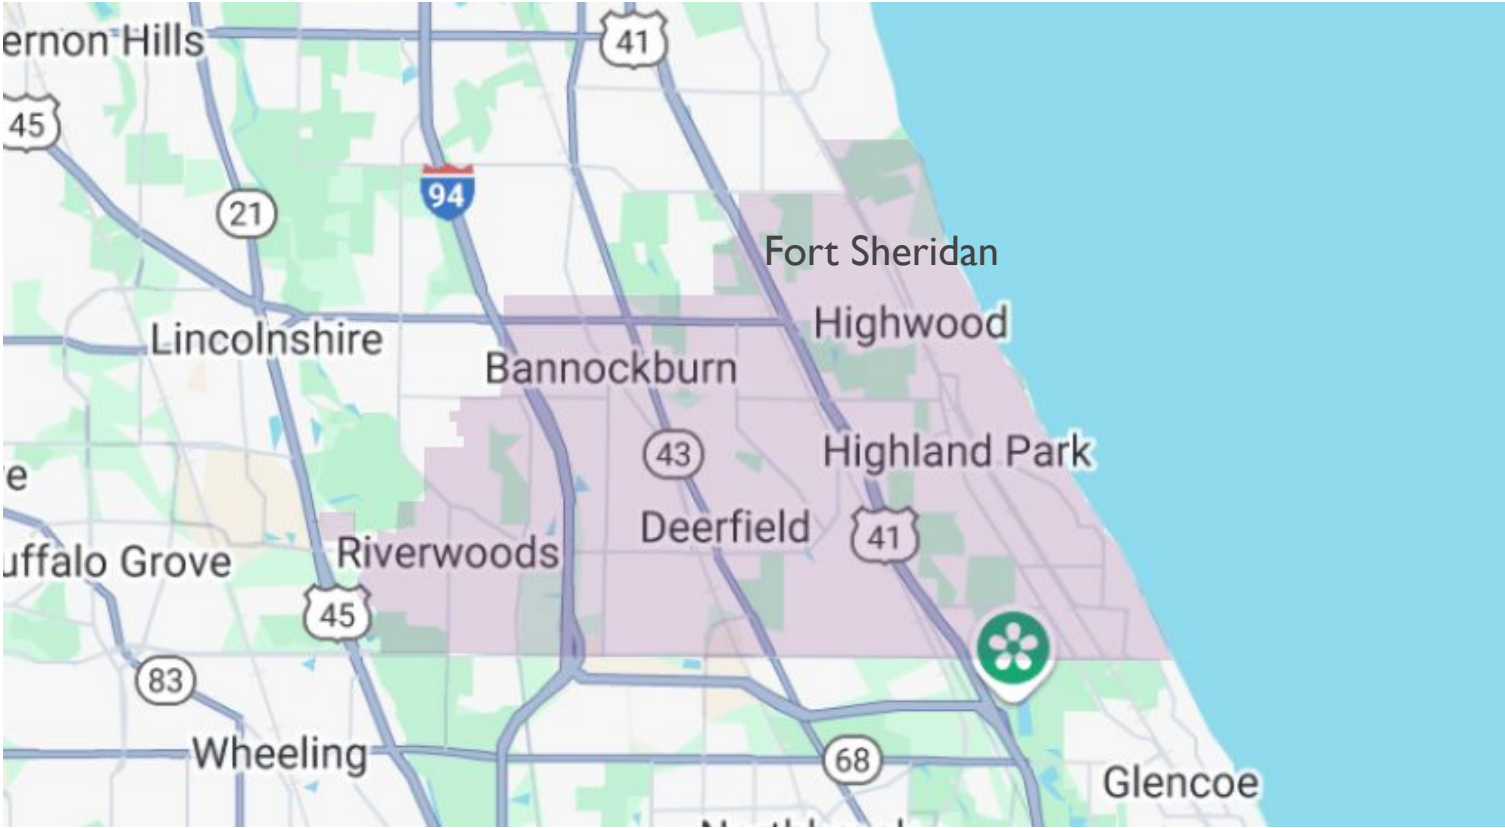 ernon Hills
41
45
94
21
Fort Sheridan
Highwood
Lincolnshire
Bannockburn
43
Highland Park
e
Deerfield
41
Riverwoods
uffalo Grove
45
83
Wheeling
68
Glencoe